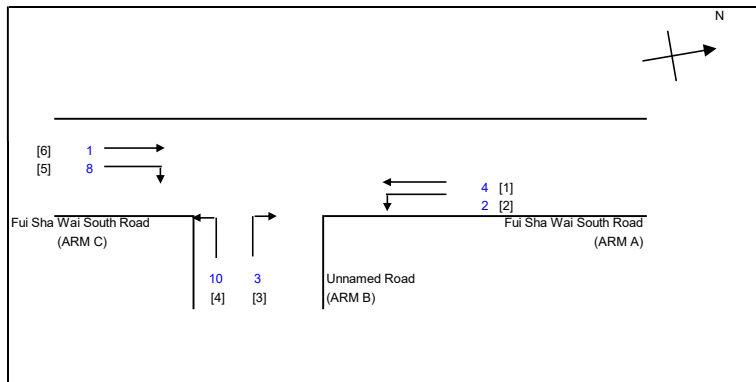 N
[6] 1
[5] 8
4 [1]
2 [2]
Fui Sha Wai South Road
(ARM C)
Fui Sha Wai South Road
(ARM A)
10 3
[4] [3]
Unnamed Road
(ARM B)